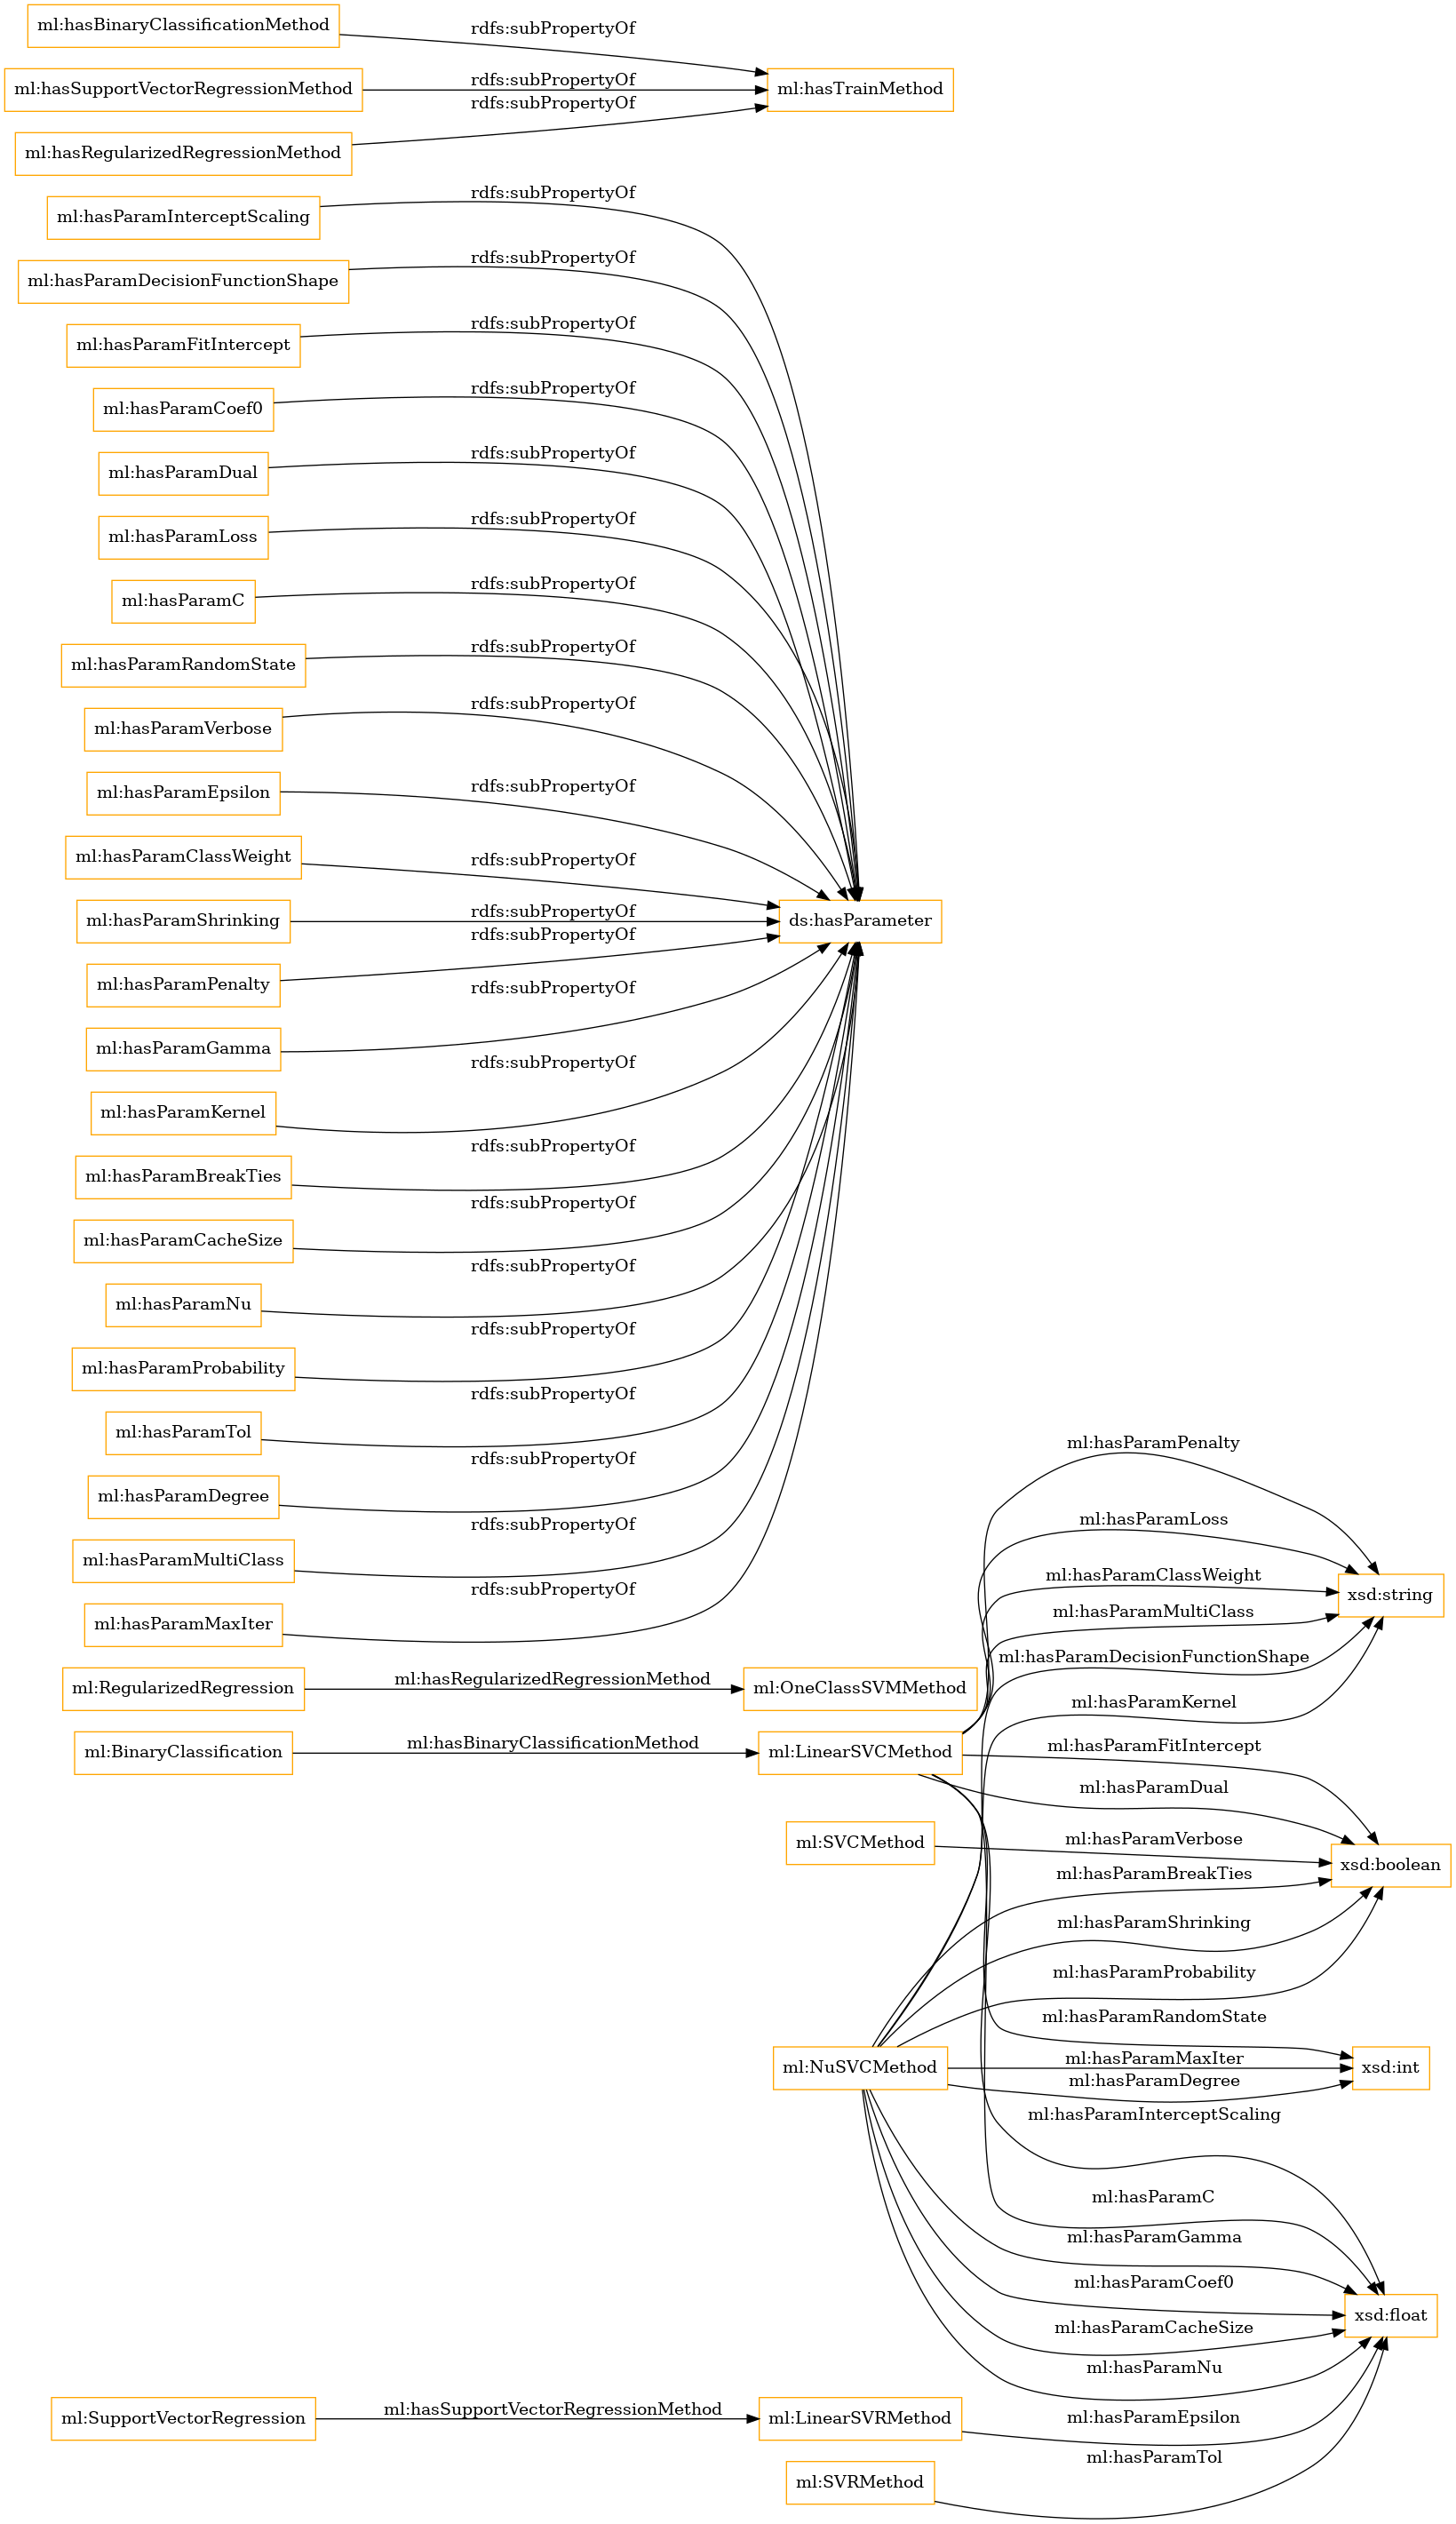 ml:hasBinaryClassificationMethod
rdfs:subPropertyOf
ml:hasSupportVectorRegressionMethod
rdfs:subPropertyOf
ml:hasTrainMethod
rdfs:subPropertyOf
ml:hasRegularizedRegressionMethod
rdfs:subPropertyOf
ml:hasParamInterceptScaling
rdfs:subPropertyOf
ml:hasParamDecisionFunctionShape
rdfs:subPropertyOf
ml:hasParamFitIntercept
rdfs:subPropertyOf
ml:hasParamCoef0
rdfs:subPropertyOf
ml:hasParamDual
rdfs:subPropertyOf
ml:hasParamLoss
rdfs:subPropertyOf
ml:hasParamC
rdfs:subPropertyOf
ml:hasParamRandomState
rdfs:subPropertyOf
ml:hasParamVerbose
rdfs:subPropertyOf
ml:hasParamEpsilon
rdfs:subPropertyOf
ml:hasParamClassWeight
rdfs:subPropertyOf
ml:hasParamShrinking
ds:hasParameter
rdfs:subPropertyOf
ml:hasParamPenalty
rdfs:subPropertyOf
ml:hasParamGamma
rdfs:subPropertyOf
ml:hasParamKernel
rdfs:subPropertyOf
ml:hasParamBreakTies
rdfs:subPropertyOf
ml:hasParamCacheSize
rdfs:subPropertyOf
ml:hasParamNu
rdfs:subPropertyOf
ml:hasParamProbability
rdfs:subPropertyOf
ml:hasParamTol
rdfs:subPropertyOf
ml:hasParamDegree
rdfs:subPropertyOf
ml:hasParamMultiClass
rdfs:subPropertyOf
ml:hasParamMaxIter
ml:RegularizedRegression
ml:hasRegularizedRegressionMethod
ml:OneClassSVMMethod
ml:BinaryClassification
ml:hasBinaryClassificationMethod
ml:LinearSVCMethod
ml:hasParamPenalty
ml:hasParamLoss
ml:hasParamClassWeight
xsd:string
ml:hasParamMultiClass
ml:hasParamDecisionFunctionShape
ml:hasParamKernel
ml:hasParamFitIntercept
ml:hasParamDual
ml:SVCMethod
ml:hasParamVerbose
xsd:boolean
ml:hasParamBreakTies
ml:hasParamShrinking
ml:hasParamProbability
ml:hasParamRandomState
ml:NuSVCMethod
ml:hasParamMaxIter
xsd:int
ml:hasParamDegree
ml:hasParamInterceptScaling
ml:hasParamC
ml:hasParamGamma
ml:hasParamCoef0
xsd:float
ml:hasParamCacheSize
ml:hasParamNu
ml:SupportVectorRegression
ml:hasSupportVectorRegressionMethod
ml:LinearSVRMethod
ml:hasParamEpsilon
ml:hasParamTol
ml:SVRMethod